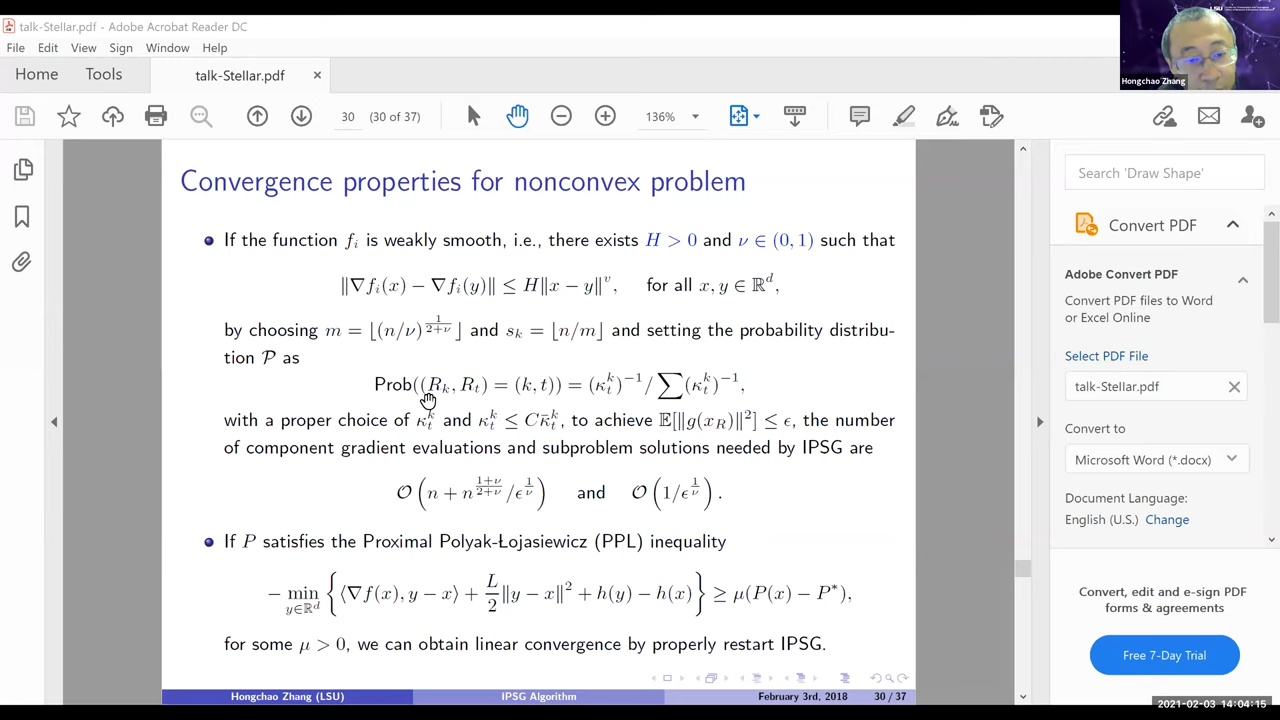 talk-Stellar.pdf - Adobe Acrobat Reader DC
File Edit View Sign Window Help
Home Tools talk-Stellar.pdf ×
30 (30 of 37) 136%
LSU
Hongchao Zhang
Convergence properties for nonconvex problem
If the function f_i is weakly smooth, i.e., there exists H > 0 and ν ∈ (0, 1) such that
‖∇f_i(x) − ∇f_i(y)‖ ≤ H‖x − y‖^v, for all x, y ∈ ℝ^d,
by choosing m = ⌊(n/ν)^{1/(2+ν)}⌋ and s_k = ⌊n/m⌋ and setting the probability distribu-
tion 𝒫 as
Prob((R_k, R_t) = (k, t)) = (κ_t^k)^{−1}/∑(κ_t^k)^{−1},
with a proper choice of κ_t^k and κ_t^k ≤ Cκ̄_t^k, to achieve 𝔼[‖g(x_R)‖^2] ≤ ϵ, the number
of component gradient evaluations and subproblem solutions needed by IPSG are
𝒪(n + n^{(1+ν)/(2+ν)}/ϵ^{1/ν}) and 𝒪(1/ϵ^{1/ν}).
If P satisfies the Proximal Polyak-Łojasiewicz (PPL) inequality
− min_{y∈ℝ^d} {⟨∇f(x), y − x⟩ + L/2 ‖y − x‖^2 + h(y) − h(x)} ≥ μ(P(x) − P*),
for some μ > 0, we can obtain linear convergence by properly restart IPSG.
Hongchao Zhang (LSU) IPSG Algorithm February 3rd, 2018 30 / 37
Search 'Draw Shape'
Convert PDF
Adobe Convert PDF
Convert PDF files to Word
or Excel Online
Select PDF File
talk-Stellar.pdf
Convert to
Microsoft Word (*.docx)
Document Language:
English (U.S.) Change
Convert, edit and e-sign PDF
forms & agreements
Free 7-Day Trial
2021-02-03 14:04:15